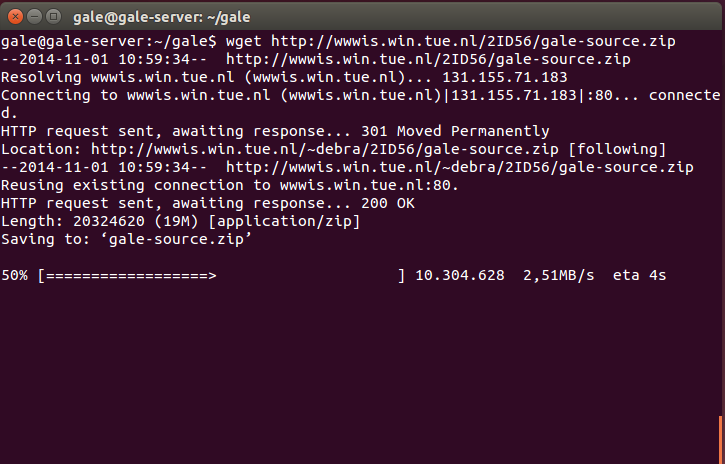 gale@gale-server: ~/gale
gale@gale-server:~/gale$ wget http://wwwis.win.tue.nl/2ID56/gale-source.zip
--2014-11-01 10:59:34--  http://wwwis.win.tue.nl/2ID56/gale-source.zip
Resolving wwwis.win.tue.nl (wwwis.win.tue.nl)... 131.155.71.183
Connecting to wwwis.win.tue.nl (wwwis.win.tue.nl)|131.155.71.183|:80... connecte
d.
HTTP request sent, awaiting response... 301 Moved Permanently
Location: http://wwwis.win.tue.nl/~debra/2ID56/gale-source.zip [following]
--2014-11-01 10:59:34--  http://wwwis.win.tue.nl/~debra/2ID56/gale-source.zip
Reusing existing connection to wwwis.win.tue.nl:80.
HTTP request sent, awaiting response... 200 OK
Length: 20324620 (19M) [application/zip]
Saving to: ‘gale-source.zip’
50% [==================>                    ] 10.304.628  2,51MB/s  eta 4s